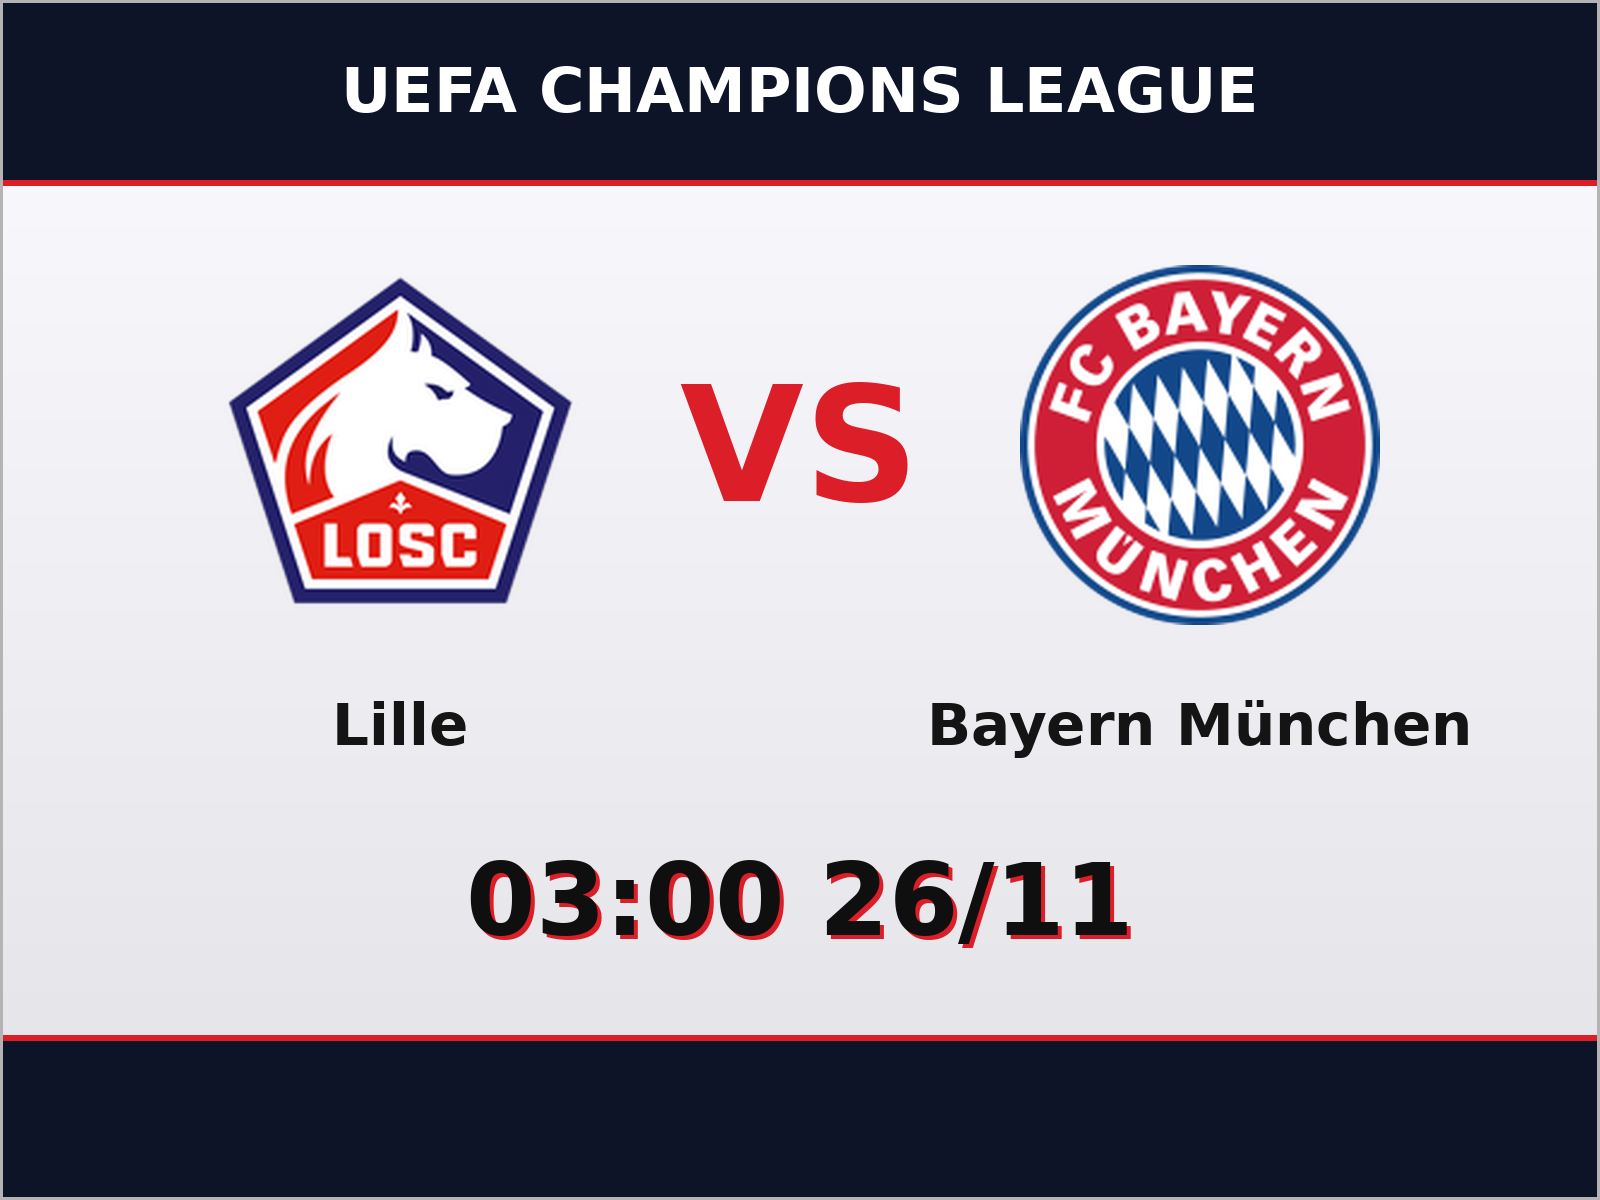 UEFA CHAMPIONS LEAGUE
LOSC
VS
FC BAYERN
MÜNCHEN
Lille
Bayern München
03:00 26/11